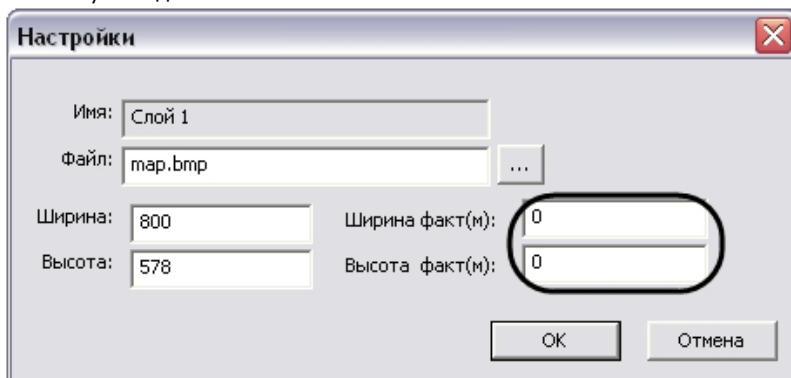 Настройки
Имя: Слой 1
Файл: map.bmp ...
Ширина: 800 Ширина факт(м): 0
Высота: 578 Высота факт(м): 0
OK Отмена